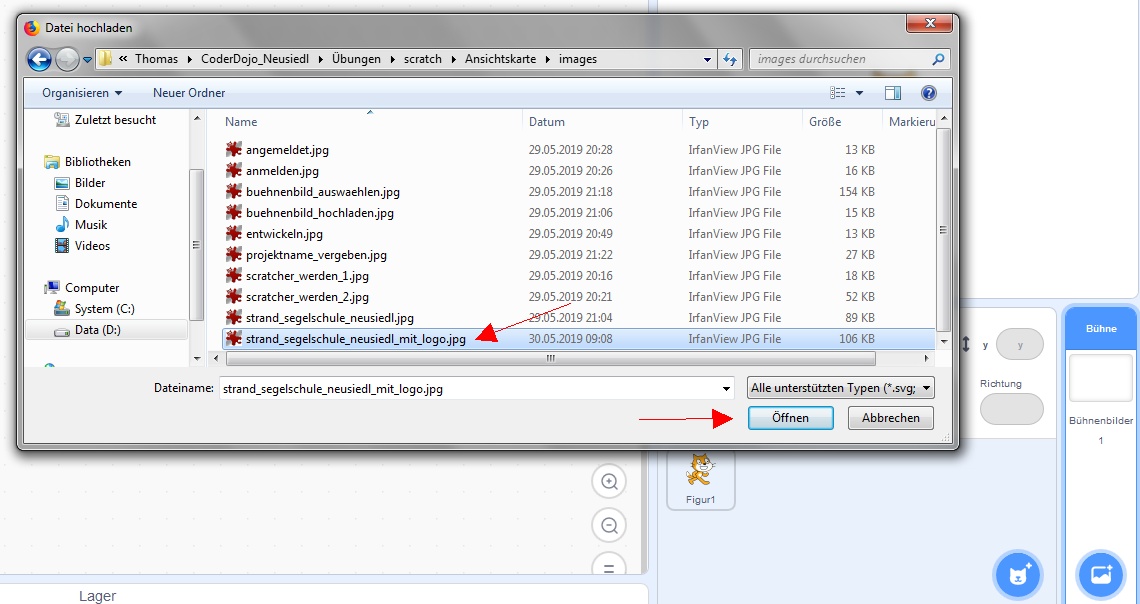 Datei hochladen
« Thomas CoderDojo_Neusiedl Übungen scratch Ansichtskarte images
images durchsuchen
Organisieren Neuer Ordner
Zuletzt besucht
Bibliotheken
Bilder
Dokumente
Musik
Videos
Computer
System (C:)
Data (D:)
Name Datum Typ Größe Markieru
angemeldet.jpg 29.05.2019 20:28 IrfanView JPG File 13 KB
anmelden.jpg 29.05.2019 20:26 IrfanView JPG File 16 KB
buehnenbild_auswaehlen.jpg 29.05.2019 21:18 IrfanView JPG File 154 KB
buehnenbild_hochladen.jpg 29.05.2019 21:06 IrfanView JPG File 15 KB
entwickeln.jpg 29.05.2019 20:49 IrfanView JPG File 13 KB
projektname_vergeben.jpg 29.05.2019 21:22 IrfanView JPG File 27 KB
scratcher_werden_1.jpg 29.05.2019 20:16 IrfanView JPG File 18 KB
scratcher_werden_2.jpg 29.05.2019 20:21 IrfanView JPG File 52 KB
strand_segelschule_neusiedl.jpg 29.05.2019 21:04 IrfanView JPG File 89 KB
strand_segelschule_neusiedl_mit_logo.jpg 30.05.2019 09:08 IrfanView JPG File 106 KB
Dateiname: strand_segelschule_neusiedl_mit_logo.jpg
Alle unterstützten Typen (*.svg;
Öffnen Abbrechen
y y
Richtung
Figur1
Bühne
Bühnenbilder
1
Lager